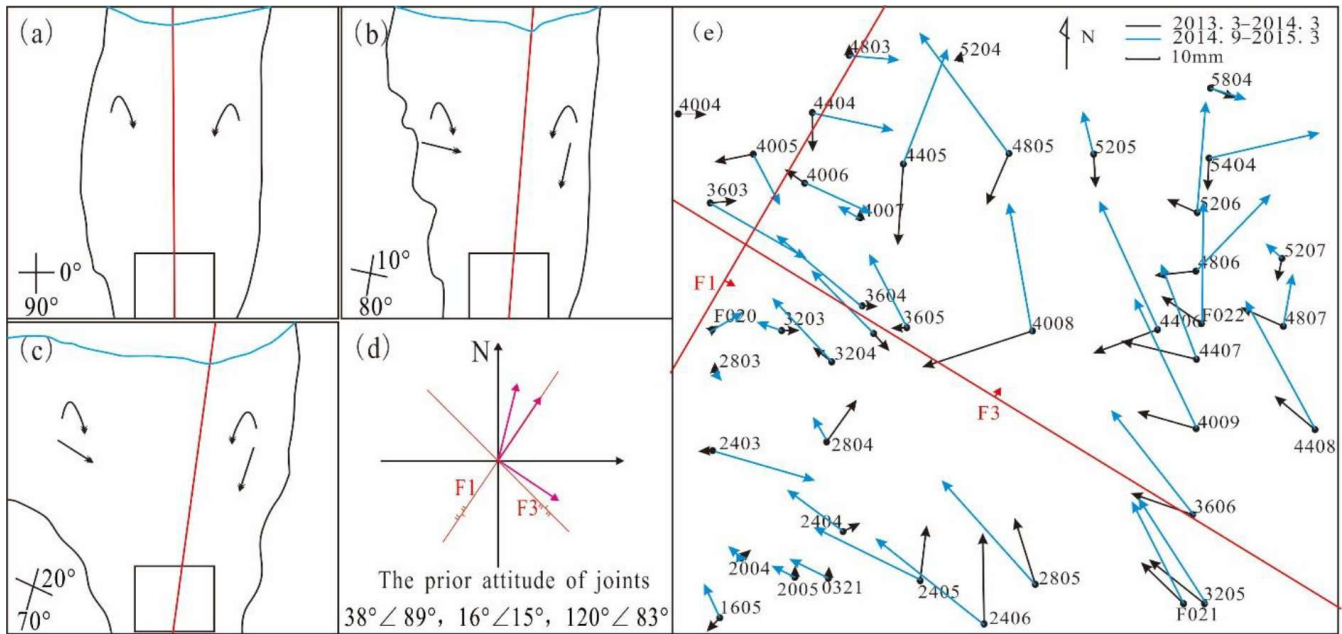 (a)
0°
90°
(b)
10°
80°
(c)
20°
70°
(d)
N
F1
F3
The prior attitude of joints
38°∠89°, 16°∠15°, 120°∠83°
(e)
N
2013. 3-2014. 3
2014. 9-2015. 3
10mm
4803
5204
5804
4004
4404
4005
4405
4805
5205
5404
4006
3603
4007
5206
4806
5207
F1
3604
F020
3203
3605
4008
4406
F022
4807
3204
4407
2803
F3
2804
4009
4408
2403
3606
2404
2004
2005
0321
2405
2805
3205
1605
2406
F021